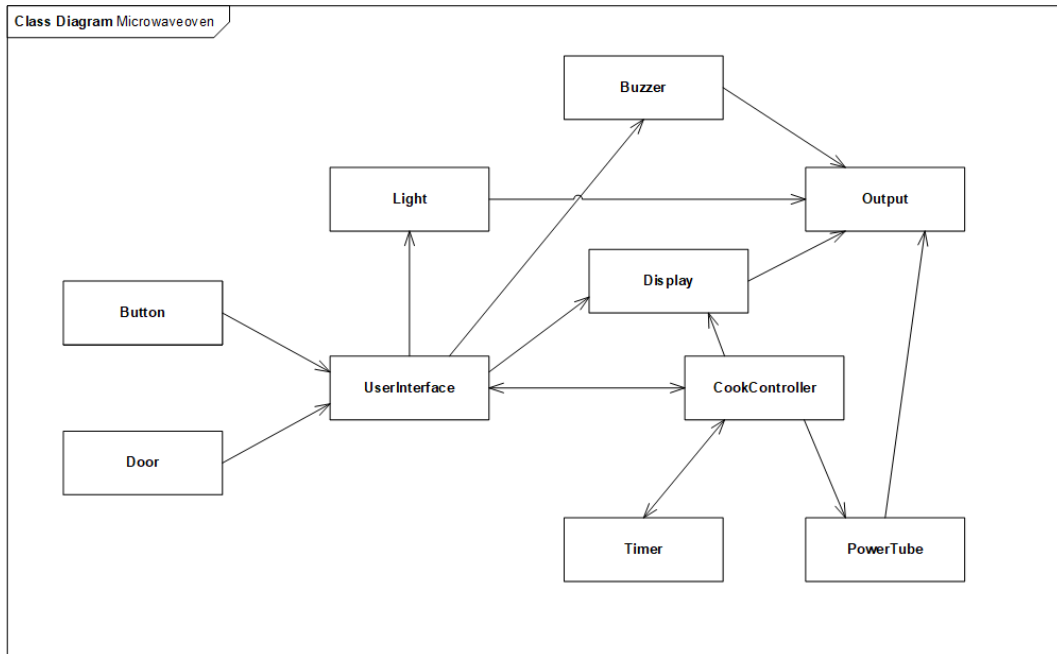 Class Diagram Microwaveoven
Buzzer
Light
Output
Display
Button
UserInterface
CookController
Door
Timer
PowerTube